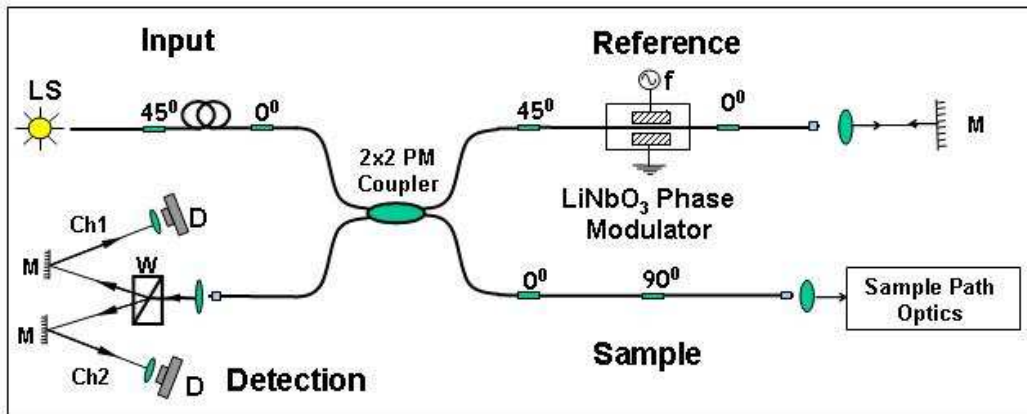 Input
Reference
LS
45⁰
0⁰
45⁰
f
0⁰
M
2x2 PM
Coupler
LiNbO₃ Phase
Modulator
Ch1
D
M
W
0⁰
90⁰
Sample Path
Optics
M
Ch2
D
Detection
Sample